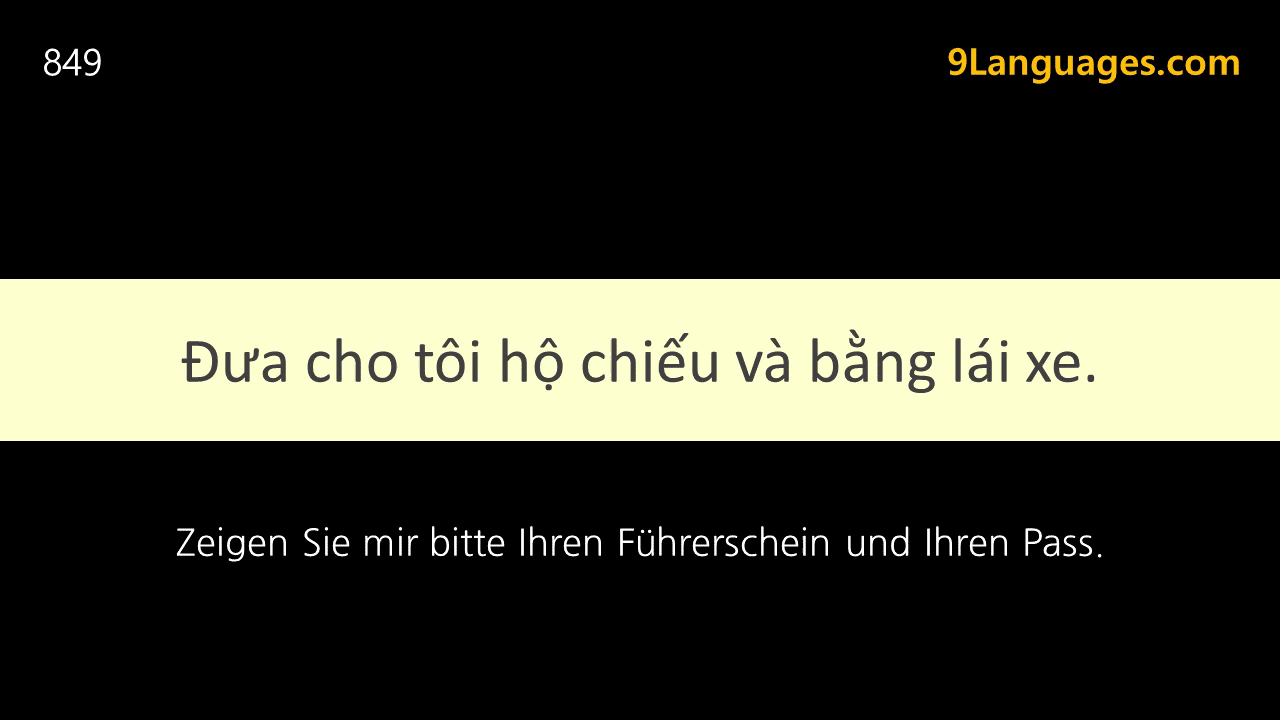 849
9Languages.com
Đưa cho tôi hộ chiếu và bằng lái xe.
Zeigen Sie mir bitte Ihren Führerschein und Ihren Pass.